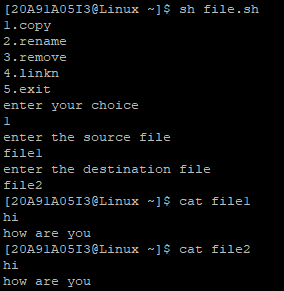 [20A91A05I3@Linux ~]$ sh file.sh
1.copy
2.rename
3.remove
4.linkn
5.exit
enter your choice
1
enter the source file
file1
enter the destination file
file2
[20A91A05I3@Linux ~]$ cat file1
hi
how are you
[20A91A05I3@Linux ~]$ cat file2
hi
how are you